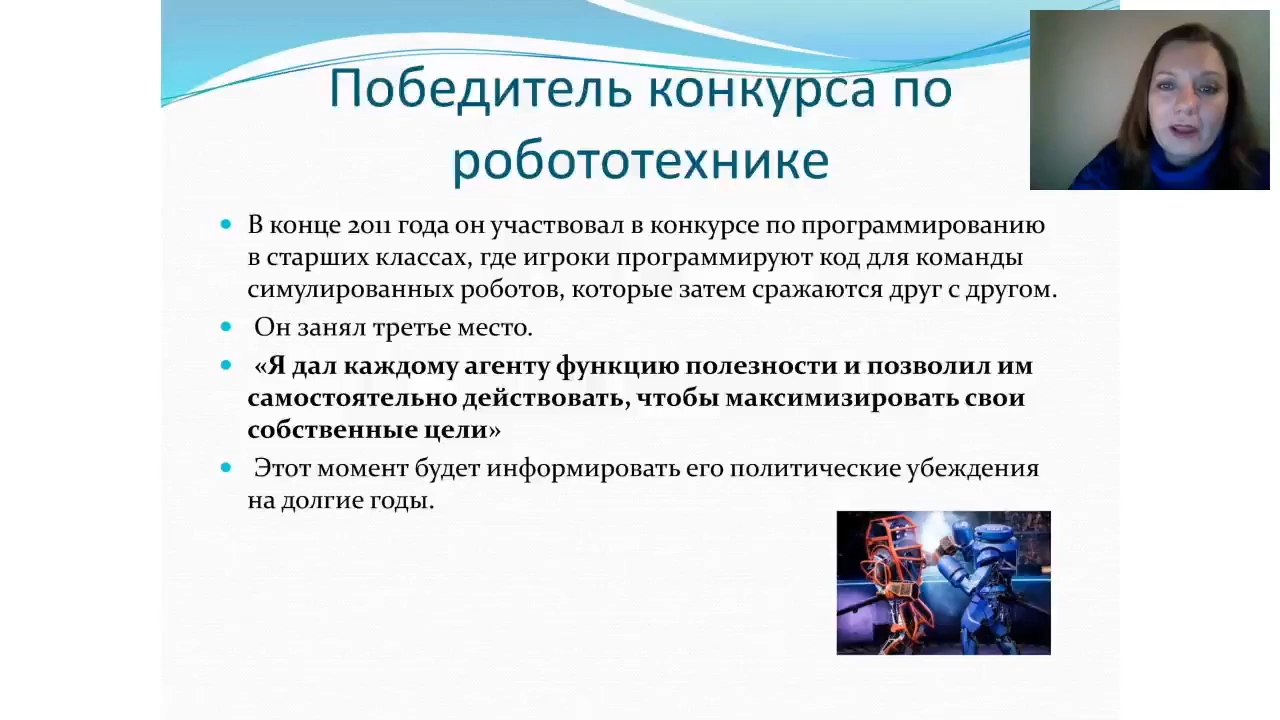 Победитель конкурса по
робототехнике
В конце 2011 года он участвовал в конкурсе по программированию
в старших классах, где игроки программируют код для команды
симулированных роботов, которые затем сражаются друг с другом.
Он занял третье место.
«Я дал каждому агенту функцию полезности и позволил им
самостоятельно действовать, чтобы максимизировать свои
собственные цели»
Этот момент будет информировать его политические убеждения
на долгие годы.